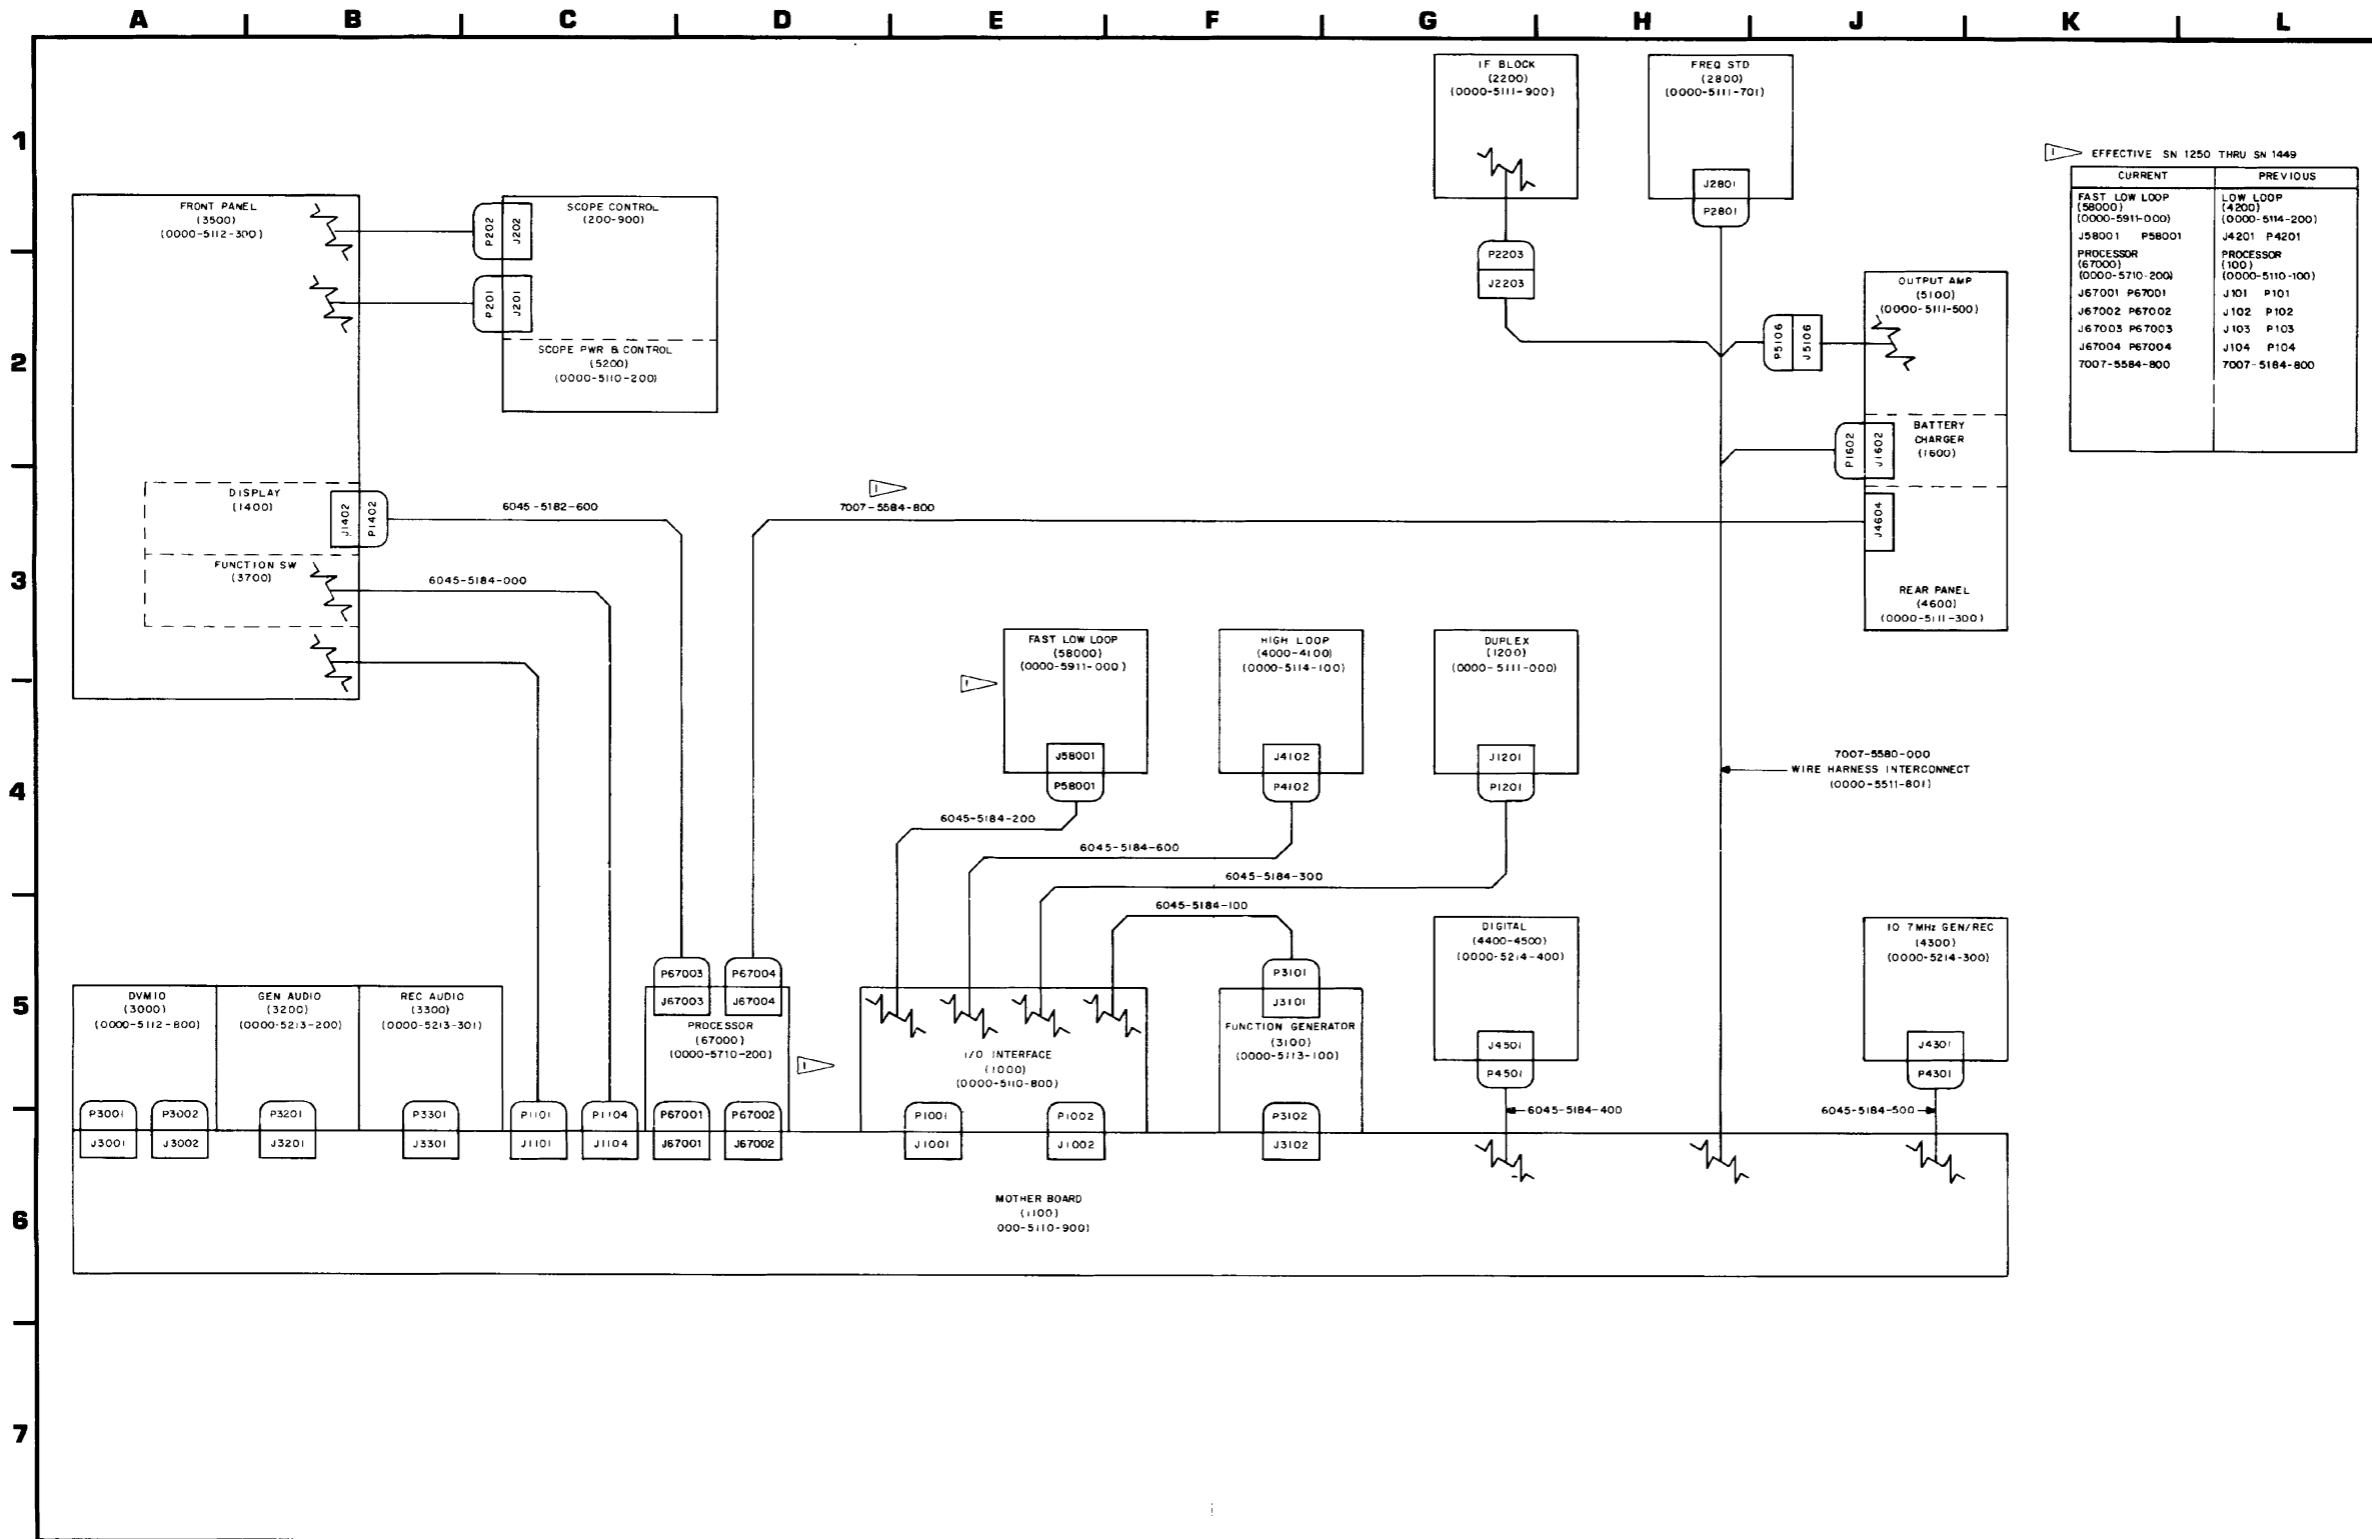 A B C D E F G H J K L
1
2
3
4
5
6
7
IF BLOCK
(2200)
(0000-5111-900)
FREQ STD
(2800)
(0000-5111-701)
J2801
P2801
1 EFFECTIVE SN 1250 THRU SN 1449
CURRENT PREVIOUS
FAST LOW LOOP
(58000)
(0000-5911-000)
J58001 P58001
PROCESSOR
(67000)
(0000-5710-200)
J67001 P67001
J67002 P67002
J67003 P67003
J67004 P67004
7007-5584-800
LOW LOOP
(4200)
(0000-5114-200)
J4201 P4201
PROCESSOR
(100)
(0000-5110-100)
J101 P101
J102 P102
J103 P103
J104 P104
7007-5184-800
FRONT PANEL
(3500)
(0000-5112-300)
P202
J202
P201
J201
SCOPE CONTROL
(200-900)
SCOPE PWR & CONTROL
(5200)
(0000-5110-200)
P2203
J2203
P5106
J5106
OUTPUT AMP
(5100)
(0000-5111-500)
P1602
J1602
BATTERY
CHARGER
(1600)
J4604
REAR PANEL
(4600)
(0000-5111-300)
DISPLAY
(1400)
J1402
P1402
6045-5182-600
1
7007-5584-800
FUNCTION SW
(3700)
6045-5184-000
FAST LOW LOOP
(58000)
(0000-5911-000)
1
J58001
P58001
HIGH LOOP
(4000-4100)
(0000-5114-100)
J4102
P4102
DUPLEX
(1200)
(0000-5111-000)
J1201
P1201
7007-5580-000
WIRE HARNESS INTERCONNECT
(0000-5511-801)
6045-5184-200
6045-5184-600
6045-5184-300
6045-5184-100
DVM10
(3000)
(0000-5112-800)
GEN AUDIO
(3200)
(0000-5213-200)
REC AUDIO
(3300)
(0000-5213-301)
P67003
J67003
P67004
J67004
PROCESSOR
(67000)
(0000-5710-200)
1
I/O INTERFACE
(1000)
(0000-5110-800)
P3101
J3101
FUNCTION GENERATOR
(3100)
(0000-5113-100)
DIGITAL
(4400-4500)
(0000-5214-400)
J4501
P4501
6045-5184-400
10 7MHz GEN/REC
(4300)
(0000-5214-300)
J4301
P4301
6045-5184-500
P3001 P3002 P3201 P3301 P1101 P1104 P67001 P67002 P1001 P1002 P3102
J3001 J3002 J3201 J3301 J1101 J1104 J67001 J67002 J1001 J1002 J3102
MOTHER BOARD
(1100)
000-5110-900)